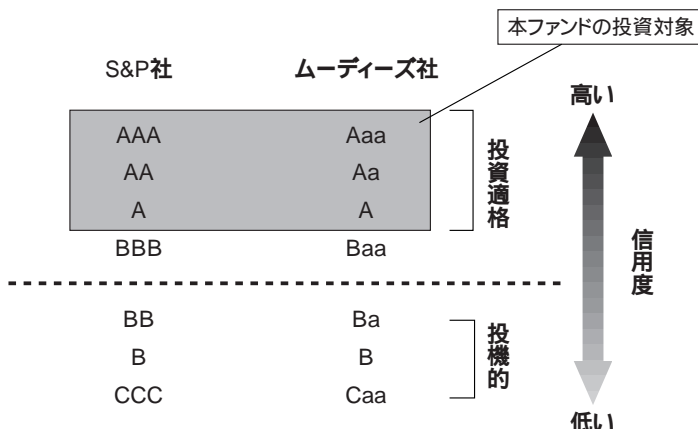 本ファンドの投資対象
S&P社 ムーディーズ社
高い
AAA Aaa
AA Aa
A A
BBB Baa
投資適格
信用度
BB Ba
B B
CCC Caa
投機的
低い